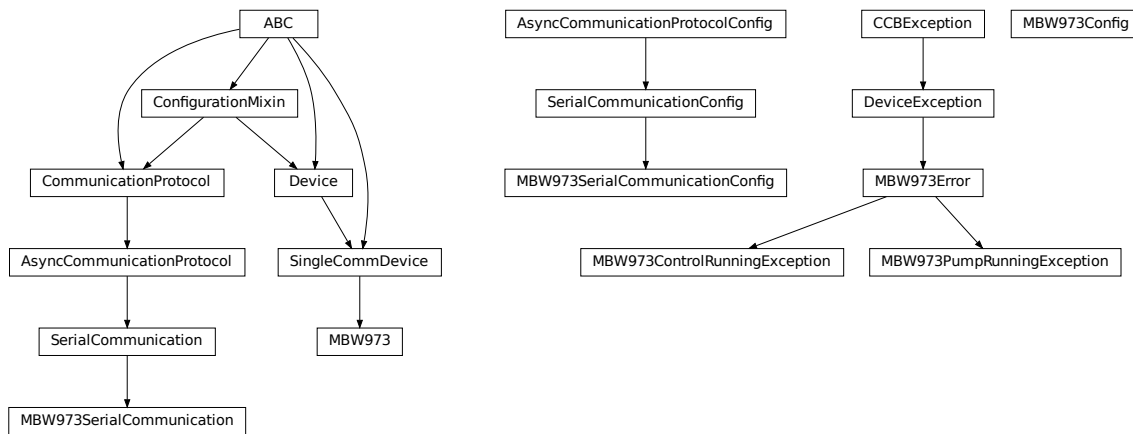 ABC
AsyncCommunicationProtocolConfig
CCBException
MBW973Config
ConfigurationMixin
SerialCommunicationConfig
DeviceException
CommunicationProtocol
Device
MBW973SerialCommunicationConfig
MBW973Error
AsyncCommunicationProtocol
SingleCommDevice
MBW973ControlRunningException
MBW973PumpRunningException
SerialCommunication
MBW973
MBW973SerialCommunication